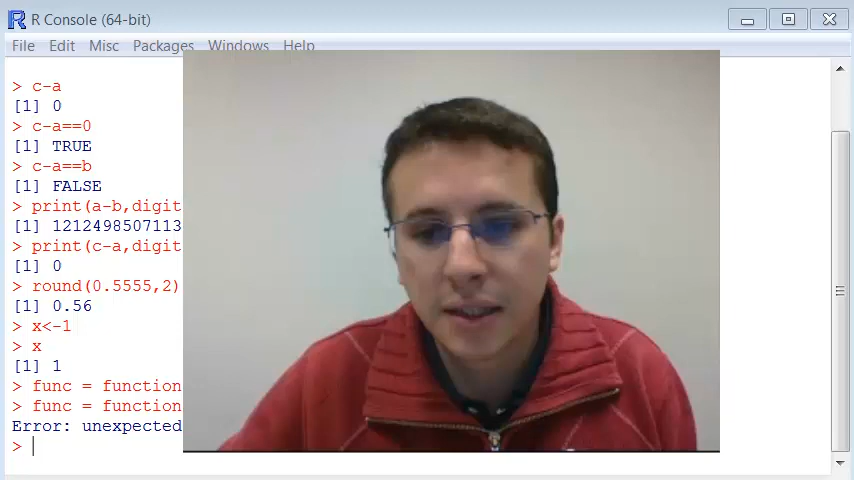 R Console (64-bit)
File Edit Misc Packages Windows Help
> c-a
[1] 0
> c-a==0
[1] TRUE
> c-a==b
[1] FALSE
> print(a-b,digit
[1] 1212498507113
> print(c-a,digit
[1] 0
> round(0.5555,2)
[1] 0.56
> x<-1
> x
[1] 1
> func = function
> func = function
Error: unexpected
>